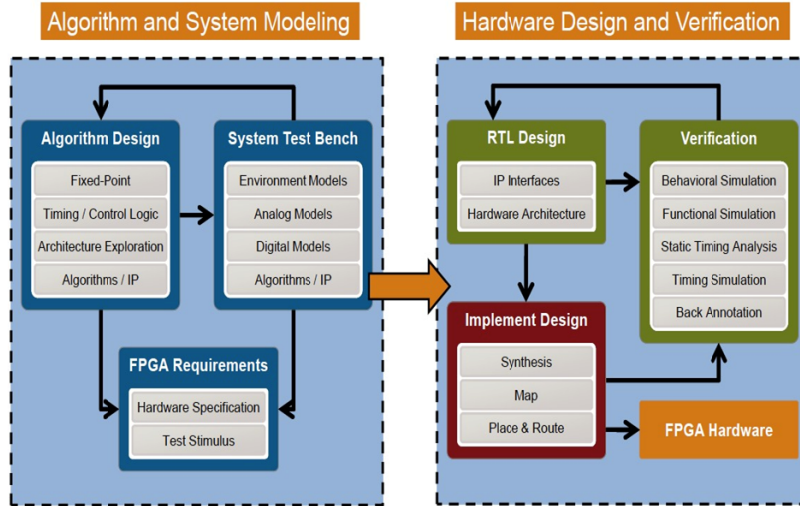 Algorithm and System Modeling
Hardware Design and Verification
Algorithm Design
Fixed-Point
Timing / Control Logic
Architecture Exploration
Algorithms / IP
System Test Bench
Environment Models
Analog Models
Digital Models
Algorithms / IP
FPGA Requirements
Hardware Specification
Test Stimulus
RTL Design
IP Interfaces
Hardware Architecture
Verification
Behavioral Simulation
Functional Simulation
Static Timing Analysis
Timing Simulation
Back Annotation
Implement Design
Synthesis
Map
Place & Route
FPGA Hardware